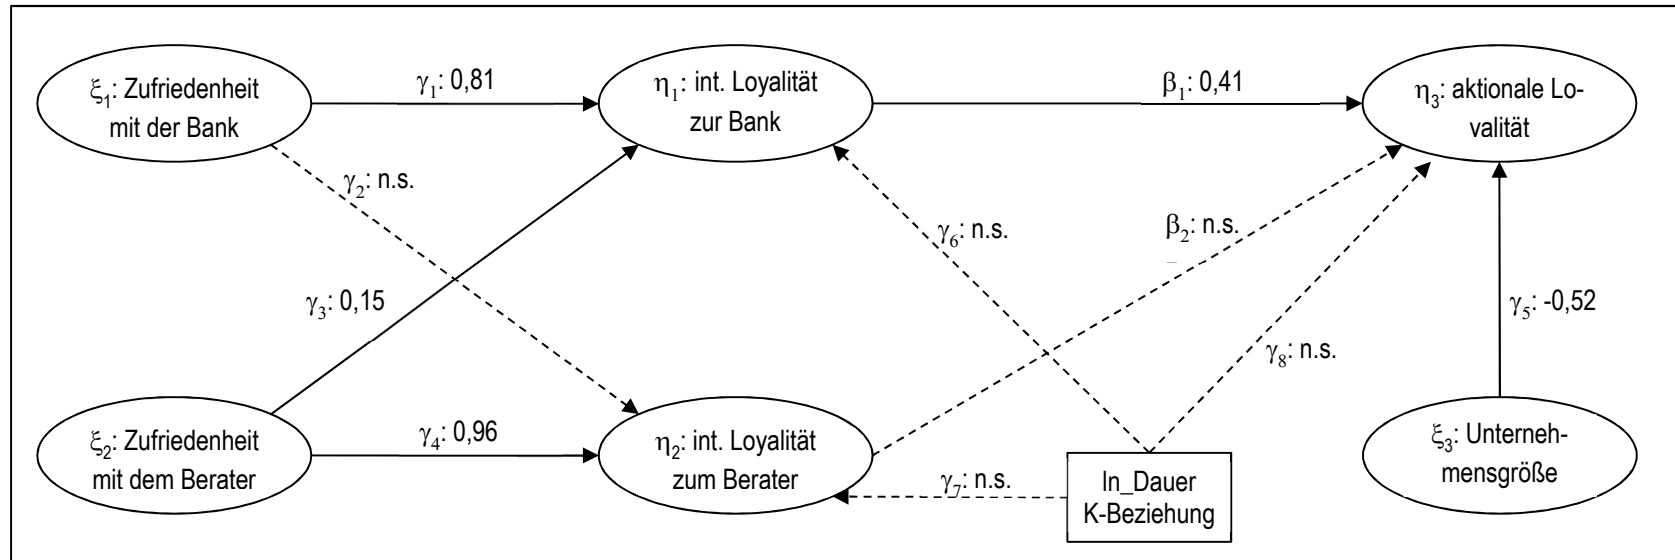 ξ1: Zufriedenheit
mit der Bank
γ1: 0,81
η1: int. Loyalität
zur Bank
β1: 0,41
η3: aktionale Lo-
valität
γ2: n.s.
γ6: n.s.
β2: n.s.
γ3: 0,15
γ5: -0,52
γ8: n.s.
ξ2: Zufriedenheit
mit dem Berater
γ4: 0,96
η2: int. Loyalität
zum Berater
γ7: n.s.
ln_Dauer
K-Beziehung
ξ3: Unterneh-
mensgröße